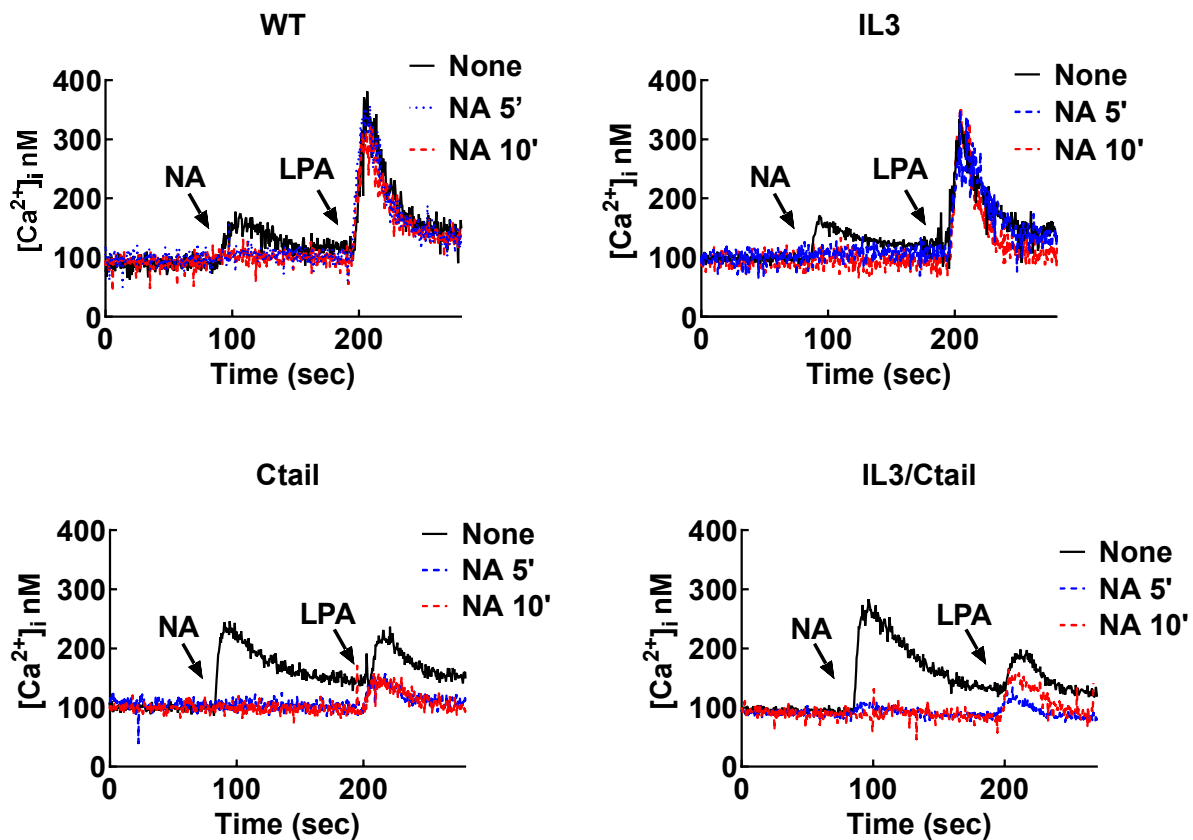 WT
[Ca2+]i nM
400
300
200
100
0
0
100
200
Time (sec)
NA
LPA
None
NA 5’
NA 10'
IL3
[Ca2+]i nM
400
300
200
100
0
0
100
200
Time (sec)
NA
LPA
None
NA 5'
NA 10'
Ctail
[Ca2+]i nM
400
300
200
100
0
0
100
200
Time (sec)
NA
LPA
None
NA 5'
NA 10'
IL3/Ctail
[Ca2+]i nM
400
300
200
100
0
0
100
200
Time (sec)
NA
LPA
None
NA 5'
NA 10'